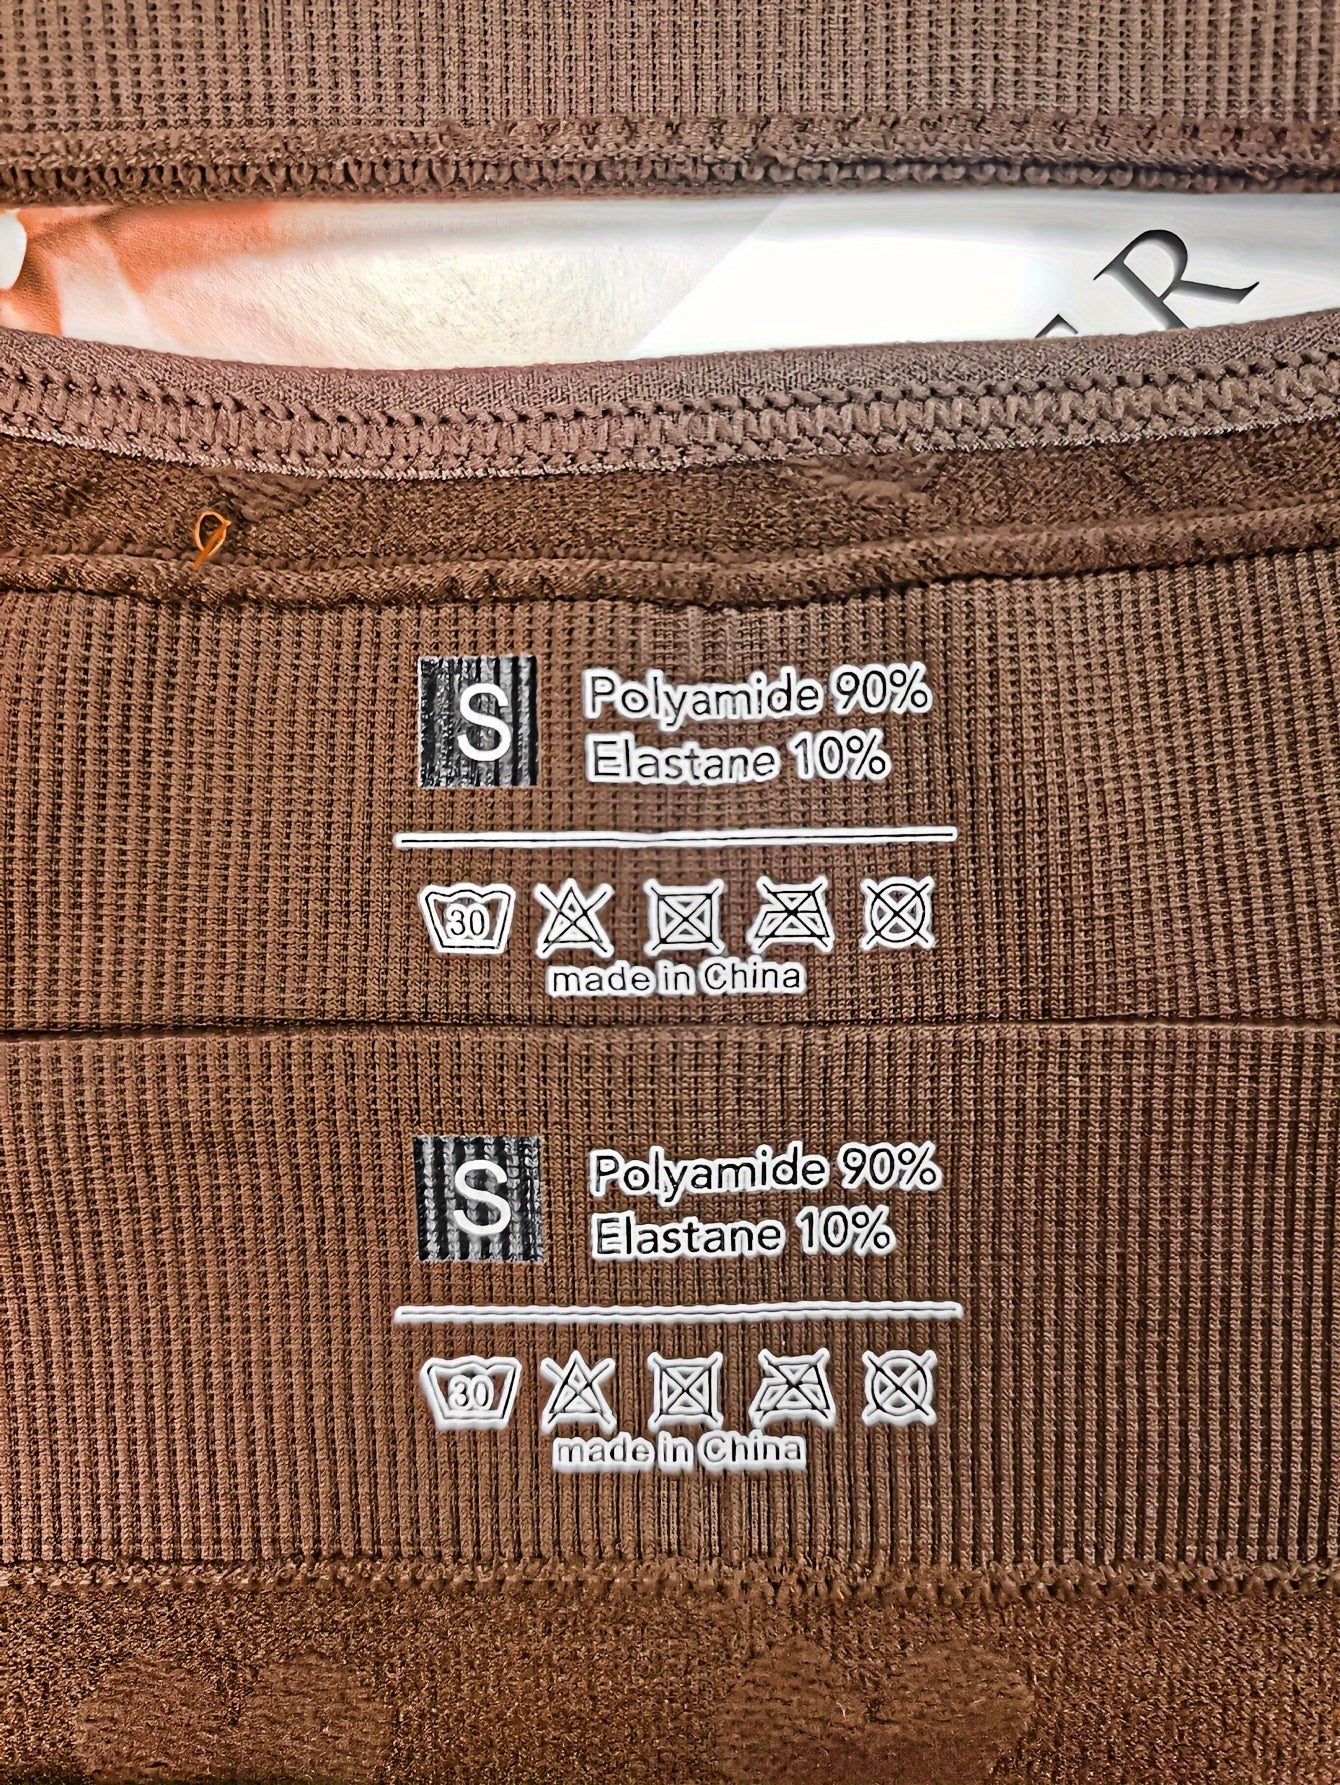 R
S
Polyamide 90%
Elastane 10%
30
made in China
S
Polyamide 90%
Elastane 10%
30
made in China